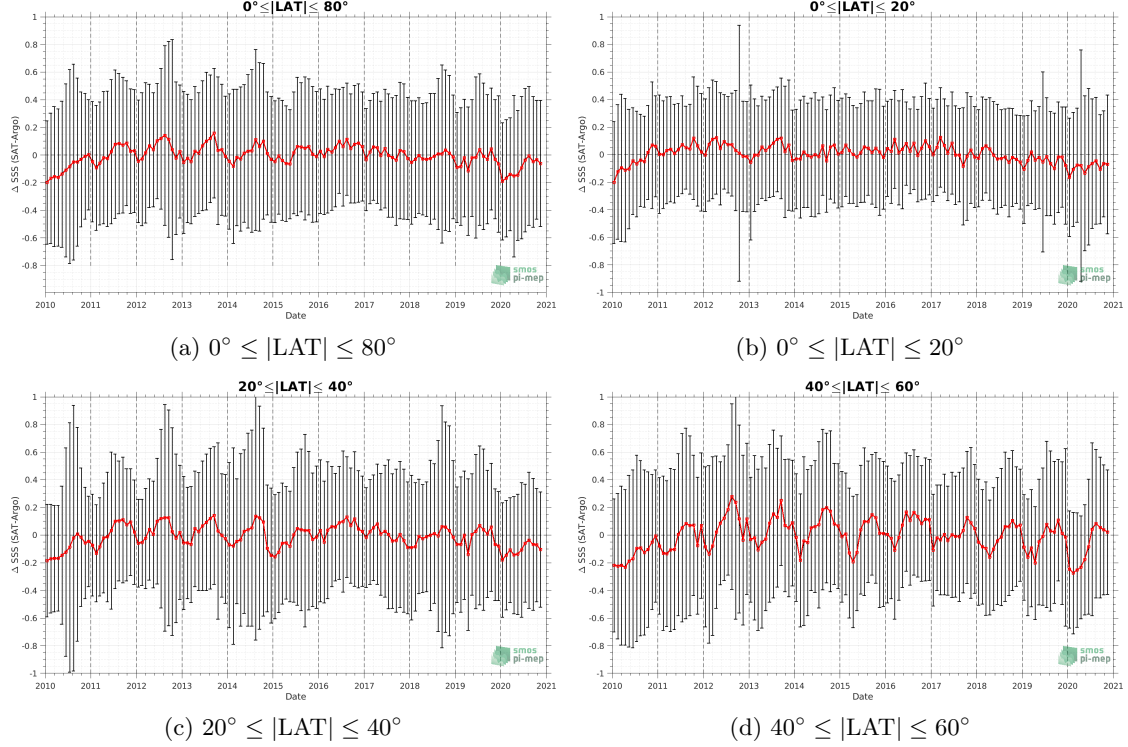 0°≤|LAT|≤ 80°
1
0.8
0.6
0.4
0.2
0
-0.2
-0.4
-0.6
-0.8
Δ SSS (SAT-Argo)
smos
pi-mep
2010 2011 2012 2013 2014 2015 2016 2017 2018 2019 2020 2021
Date
(a) 0° ≤ |LAT| ≤ 80°
0°≤|LAT|≤ 20°
1
0.8
0.6
0.4
0.2
0
-0.2
-0.4
-0.6
-0.8
-1
Δ SSS (SAT-Argo)
smos
pi-mep
2010 2011 2012 2013 2014 2015 2016 2017 2018 2019 2020 2021
Date
(b) 0° ≤ |LAT| ≤ 20°
20°≤|LAT|≤ 40°
1
0.8
0.6
0.4
0.2
0
-0.2
-0.4
-0.6
-0.8
-1
Δ SSS (SAT-Argo)
smos
pi-mep
2010 2011 2012 2013 2014 2015 2016 2017 2018 2019 2020 2021
Date
(c) 20° ≤ |LAT| ≤ 40°
40°≤|LAT|≤ 60°
1
0.8
0.6
0.4
0.2
0
-0.2
-0.4
-0.6
-0.8
-1
Δ SSS (SAT-Argo)
smos
pi-mep
2010 2011 2012 2013 2014 2015 2016 2017 2018 2019 2020 2021
Date
(d) 40° ≤ |LAT| ≤ 60°